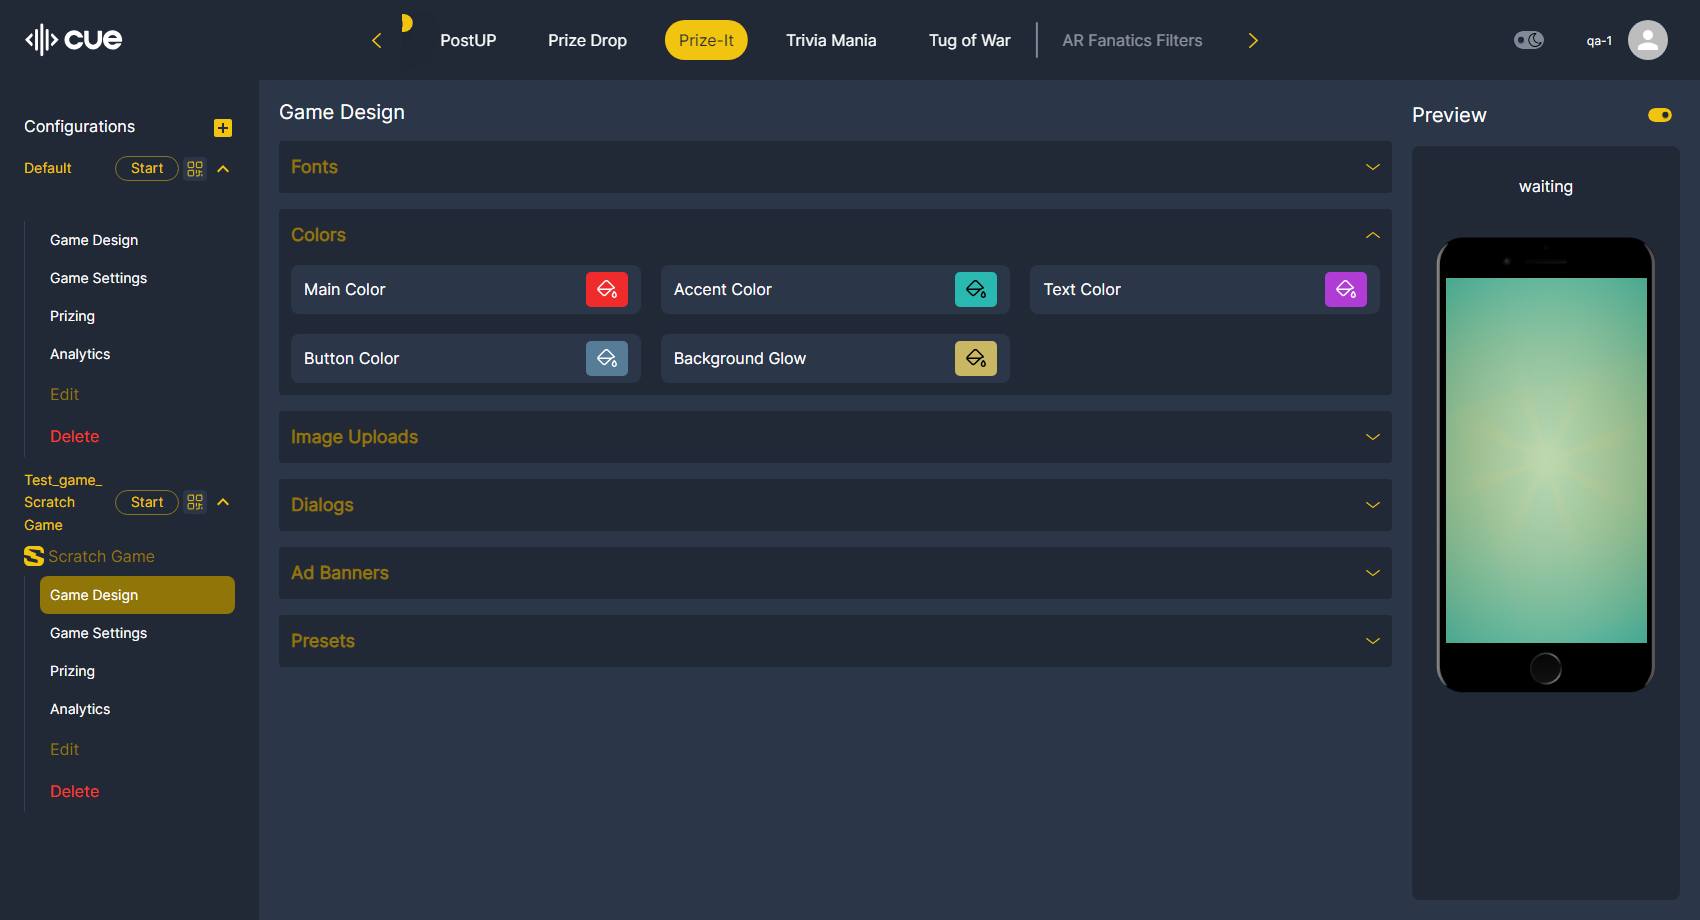 cue
PostUP
Prize Drop
Prize-It
Trivia Mania
Tug of War
AR Fanatics Filters
qa-1
Configurations
Default
Start
Game Design
Game Settings
Prizing
Analytics
Edit
Delete
Test_game_
Scratch
Game
Start
Scratch Game
Game Design
Game Settings
Prizing
Analytics
Edit
Delete
Game Design
Fonts
Colors
Main Color
Accent Color
Text Color
Button Color
Background Glow
Image Uploads
Dialogs
Ad Banners
Presets
Preview
waiting